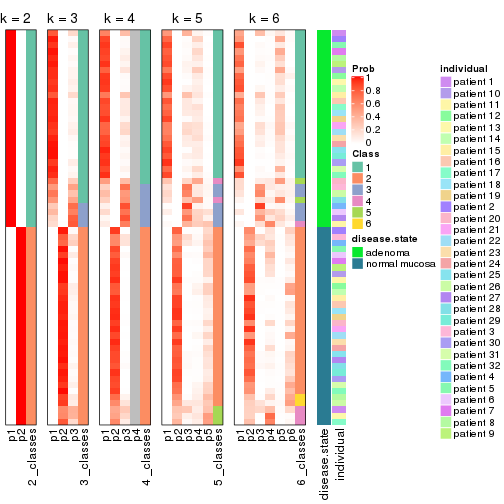 k = 2
k = 3
k = 4
k = 5
k = 6
p1
p2
2_classes
p1
p2
p3
3_classes
p1
p2
p3
p4
4_classes
p1
p2
p3
p4
p5
5_classes
p1
p2
p3
p4
p5
p6
6_classes
disease.state
individual
Prob
1
0.8
0.6
0.4
0.2
0
Class
1
2
3
4
5
6
disease.state
adenoma
normal mucosa
individual
patient 1
patient 10
patient 11
patient 12
patient 13
patient 14
patient 15
patient 16
patient 17
patient 18
patient 19
patient 2
patient 20
patient 21
patient 22
patient 23
patient 24
patient 25
patient 26
patient 27
patient 28
patient 29
patient 3
patient 30
patient 31
patient 32
patient 4
patient 5
patient 6
patient 7
patient 8
patient 9